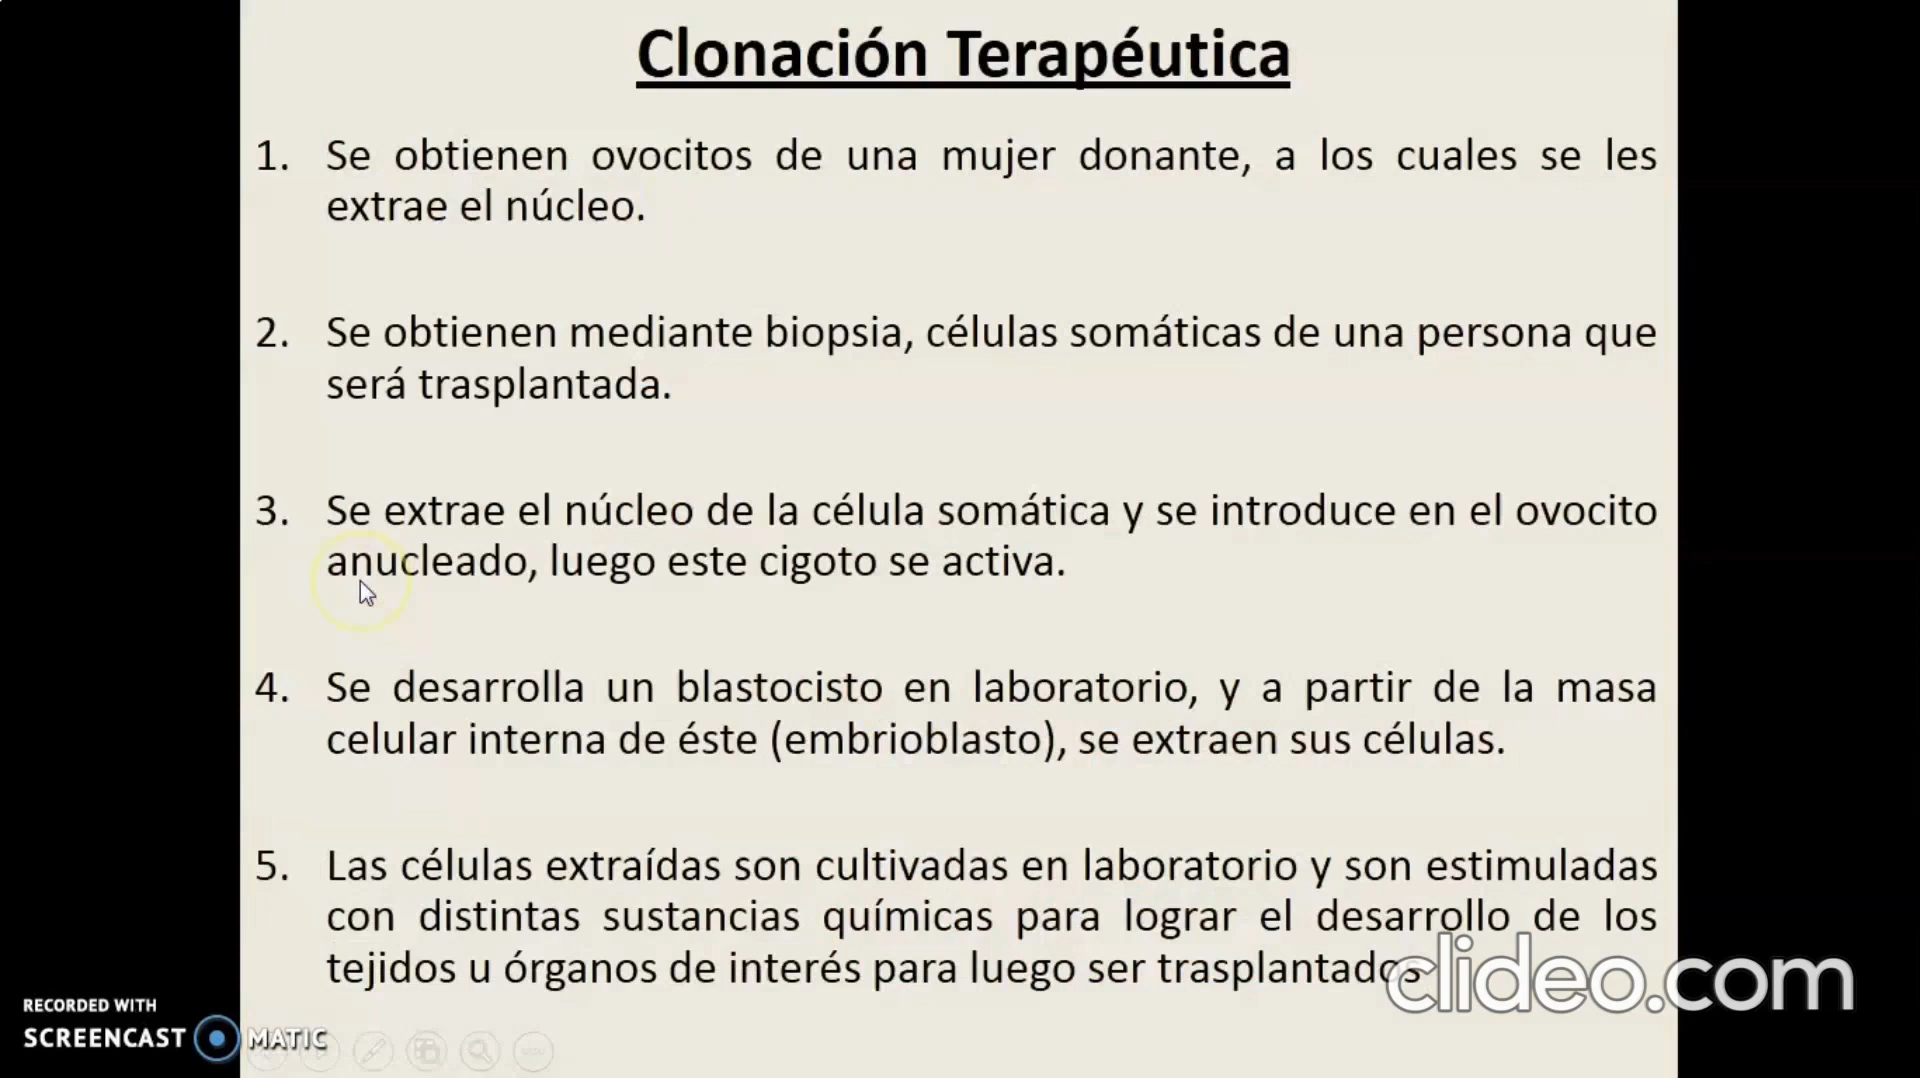 Clonación Terapéutica
1. Se obtienen ovocitos de una mujer donante, a los cuales se les
extrae el núcleo.
2. Se obtienen mediante biopsia, células somáticas de una persona que
será trasplantada.
3. Se extrae el núcleo de la célula somática y se introduce en el ovocito
anucleado, luego este cigoto se activa.
4. Se desarrolla un blastocisto en laboratorio, y a partir de la masa
celular interna de éste (embrioblasto), se extraen sus células.
5. Las células extraídas son cultivadas en laboratorio y son estimuladas
con distintas sustancias químicas para lograr el desarrollo de los
tejidos u órganos de interés para luego ser trasplantados
clideo.com
RECORDED WITH
SCREENCAST MATIC